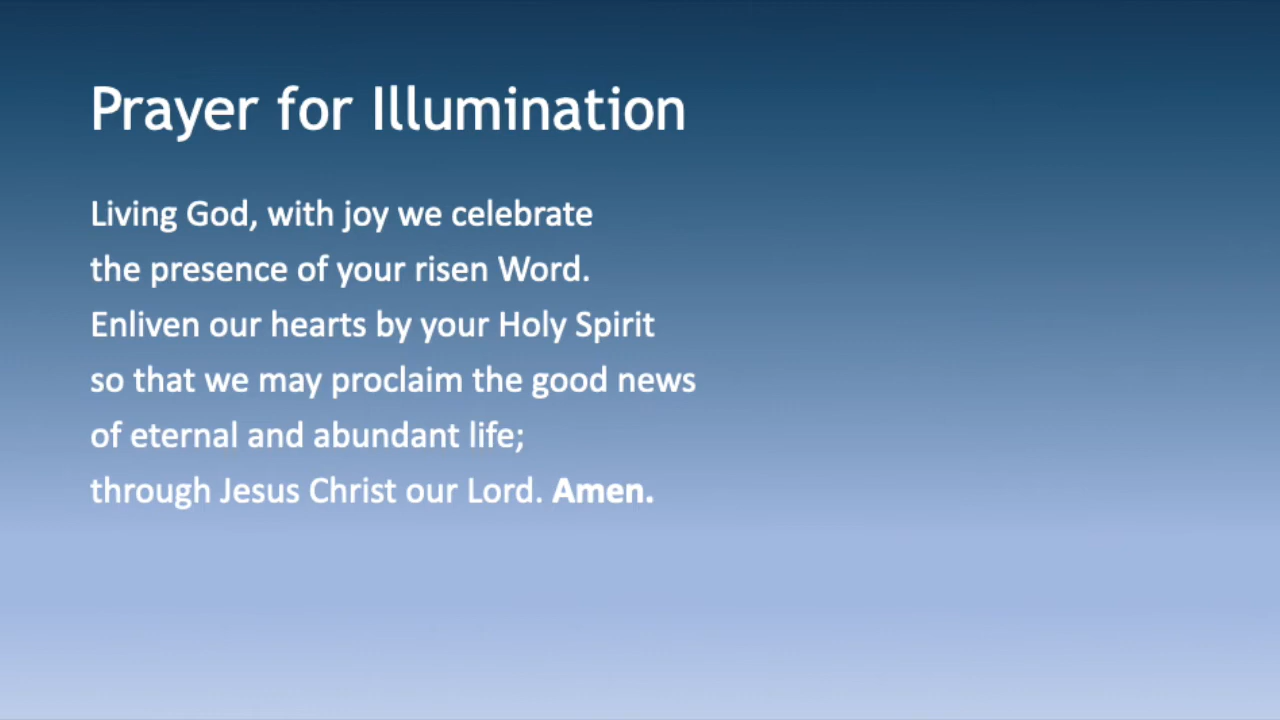 Prayer for Illumination
Living God, with joy we celebrate
the presence of your risen Word.
Enliven our hearts by your Holy Spirit
so that we may proclaim the good news
of eternal and abundant life;
through Jesus Christ our Lord. Amen.